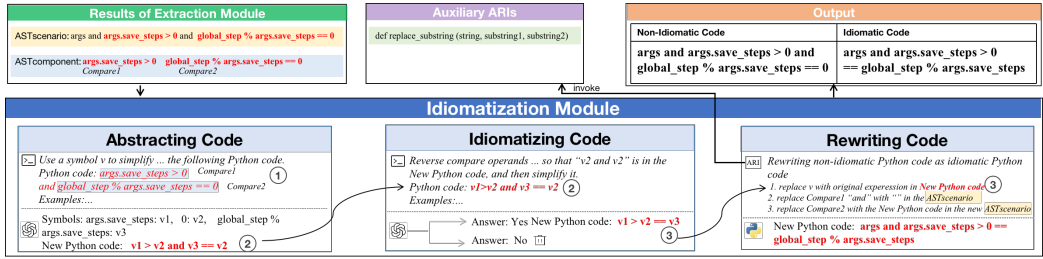 Results of Extraction Module
ASTscenario: args and args.save_steps > 0 and global_step % args.save_steps == 0
ASTcomponent: args.save_steps > 0 global_step % args.save_steps == 0
Compare1 Compare2
Auxiliary ARIs
def replace_substring (string, substring1, substring2)
Output
Non-Idiomatic Code Idiomatic Code
args and args.save_steps > 0 and args and args.save_steps > 0
global_step % args.save_steps == 0 == global_step % args.save_steps
invoke
Idiomatization Module
Abstracting Code
Use a symbol v to simplify ... the following Python code.
Python code: args.save_steps > 0 Compare1
and global_step % args.save_steps == 0 Compare2
Examples:...
1
Symbols: args.save_steps: v1, 0: v2, global_step %
args.save_steps: v3
New Python code: v1 > v2 and v3 == v2 2
Idiomatizing Code
Reverse compare operands ... so that “v2 and v2” is in the
New Python code, and then simplify it.
Python code: v1>v2 and v3 == v2 2
Examples:...
Answer: Yes New Python code: v1 > v2 == v3
Answer: No
3
Rewriting Code
ARI Rewriting non-idiomatic Python code as idiomatic Python
code
1. replace v with original expression in New Python code 3
2. replace Compare1 “and” with “” in the ASTscenario
3. replace Compare2 with the New Python code in the new ASTscenario
New Python code: args and args.save_steps > 0 ==
global_step % args.save_steps